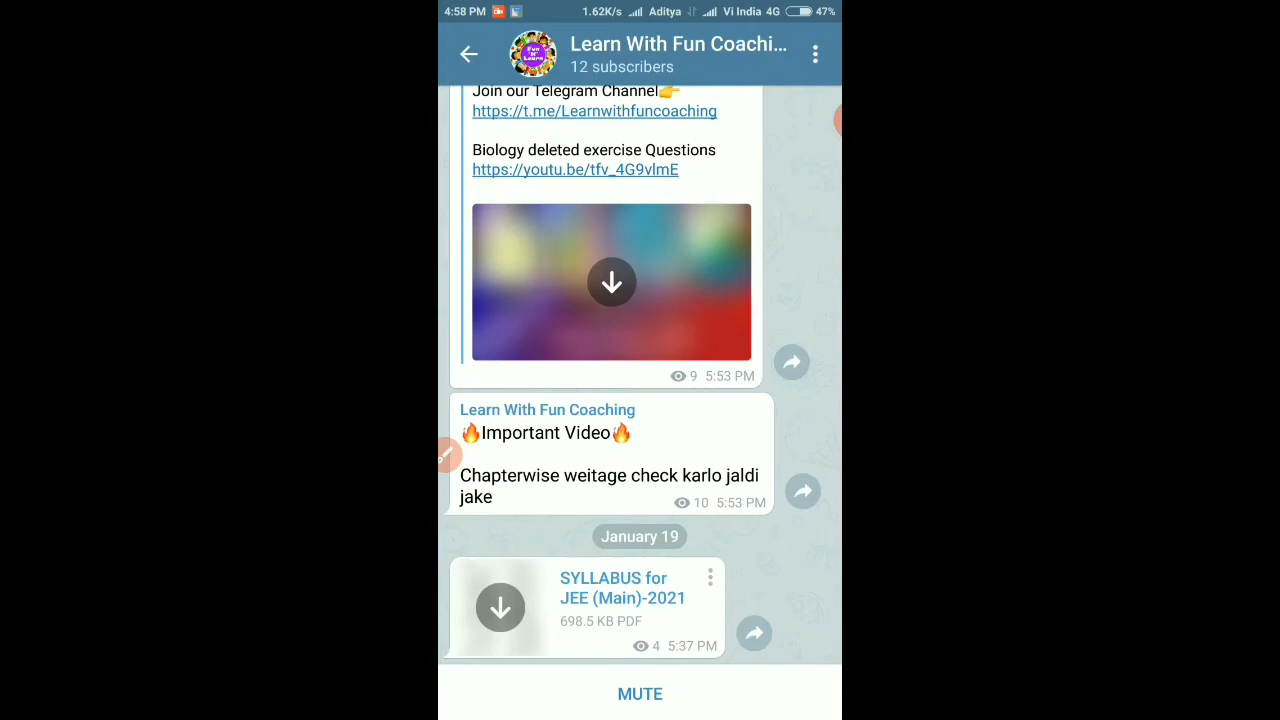 4:58 PM 1.62K/s Aditya Vi India 4G 47%
Learn With Fun Coachi...
12 subscribers
Fun
"N"
Learn
Join our Telegram Channel👉
https://t.me/Learnwithfuncoaching
Biology deleted exercise Questions
https://youtu.be/tfv_4G9vlmE
9 5:53 PM
Learn With Fun Coaching
🔥Important Video🔥
Chapterwise weitage check karlo jaldi
jake
10 5:53 PM
January 19
SYLLABUS for
JEE (Main)-2021
698.5 KB PDF
4 5:37 PM
MUTE